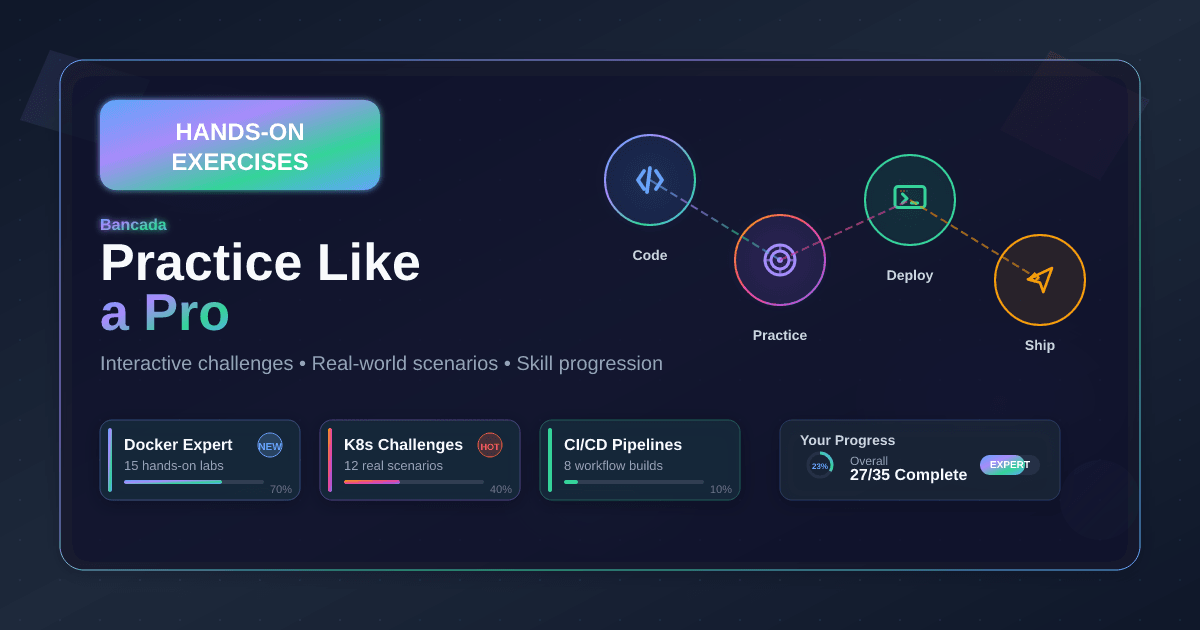 HANDS-ON
EXERCISES
Bancada
Practice Like
a Pro
Interactive challenges • Real-world scenarios • Skill progression
Code
Practice
Deploy
Ship
Docker Expert
NEW
15 hands-on labs
70%
K8s Challenges
HOT
12 real scenarios
40%
CI/CD Pipelines
8 workflow builds
10%
Your Progress
23%
Overall
27/35 Complete
EXPERT